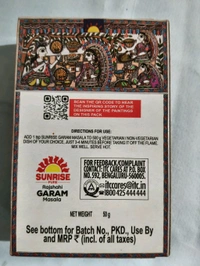 SCAN THE QR CODE TO HEAR
THE INSPIRING STORY OF THE
DESIGNER OF THE PAINTINGS
ON THIS PACK
DIRECTIONS FOR USE:
ADD 1 tsp SUNRISE GARAM MASALA TO 500 g VEGETARIAN / NON-VEGETARIAN
DISH OF YOUR CHOICE, JUST 3-4 MINUTES BEFORE TAKING IT OFF THE FLAME.
MIX WELL. SERVE HOT.
SUNRISE
Rajshahi
GARAM
Masala
FOR FEEDBACK/COMPLAINT
CONTACT: ITC CARES AT P.O. BOX
NO. 592, BENGALURU-560005.
itccares@itc.in
1800 425 444 444
NET WEIGHT 50 g
See bottom for Batch No., PKD., Use By
and MRP ₹ (incl. of all taxes)